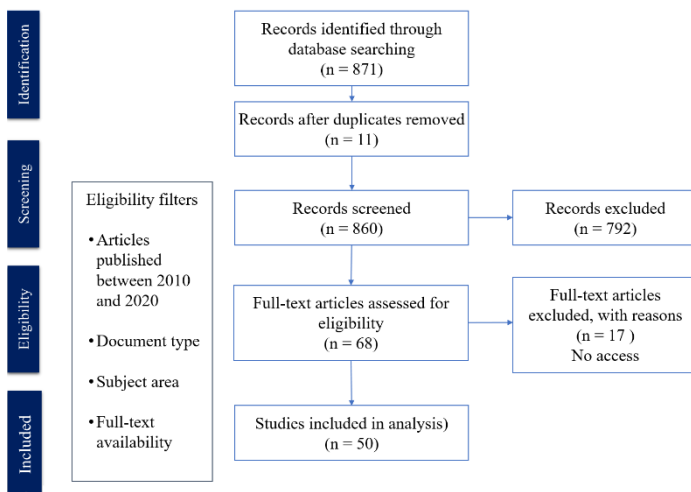 Identification
Records identified through
database searching
(n = 871)
Records after duplicates removed
(n = 11)
Screening
Records screened
(n = 860)
Records excluded
(n = 792)
Eligibility filters
•Articles
published
between 2010
and 2020
•Document type
•Subject area
•Full-text
availability
Eligibility
Full-text articles assessed for
eligibility
(n = 68)
Full-text articles
excluded, with reasons
(n = 17 )
No access
Included
Studies included in analysis)
(n = 50)